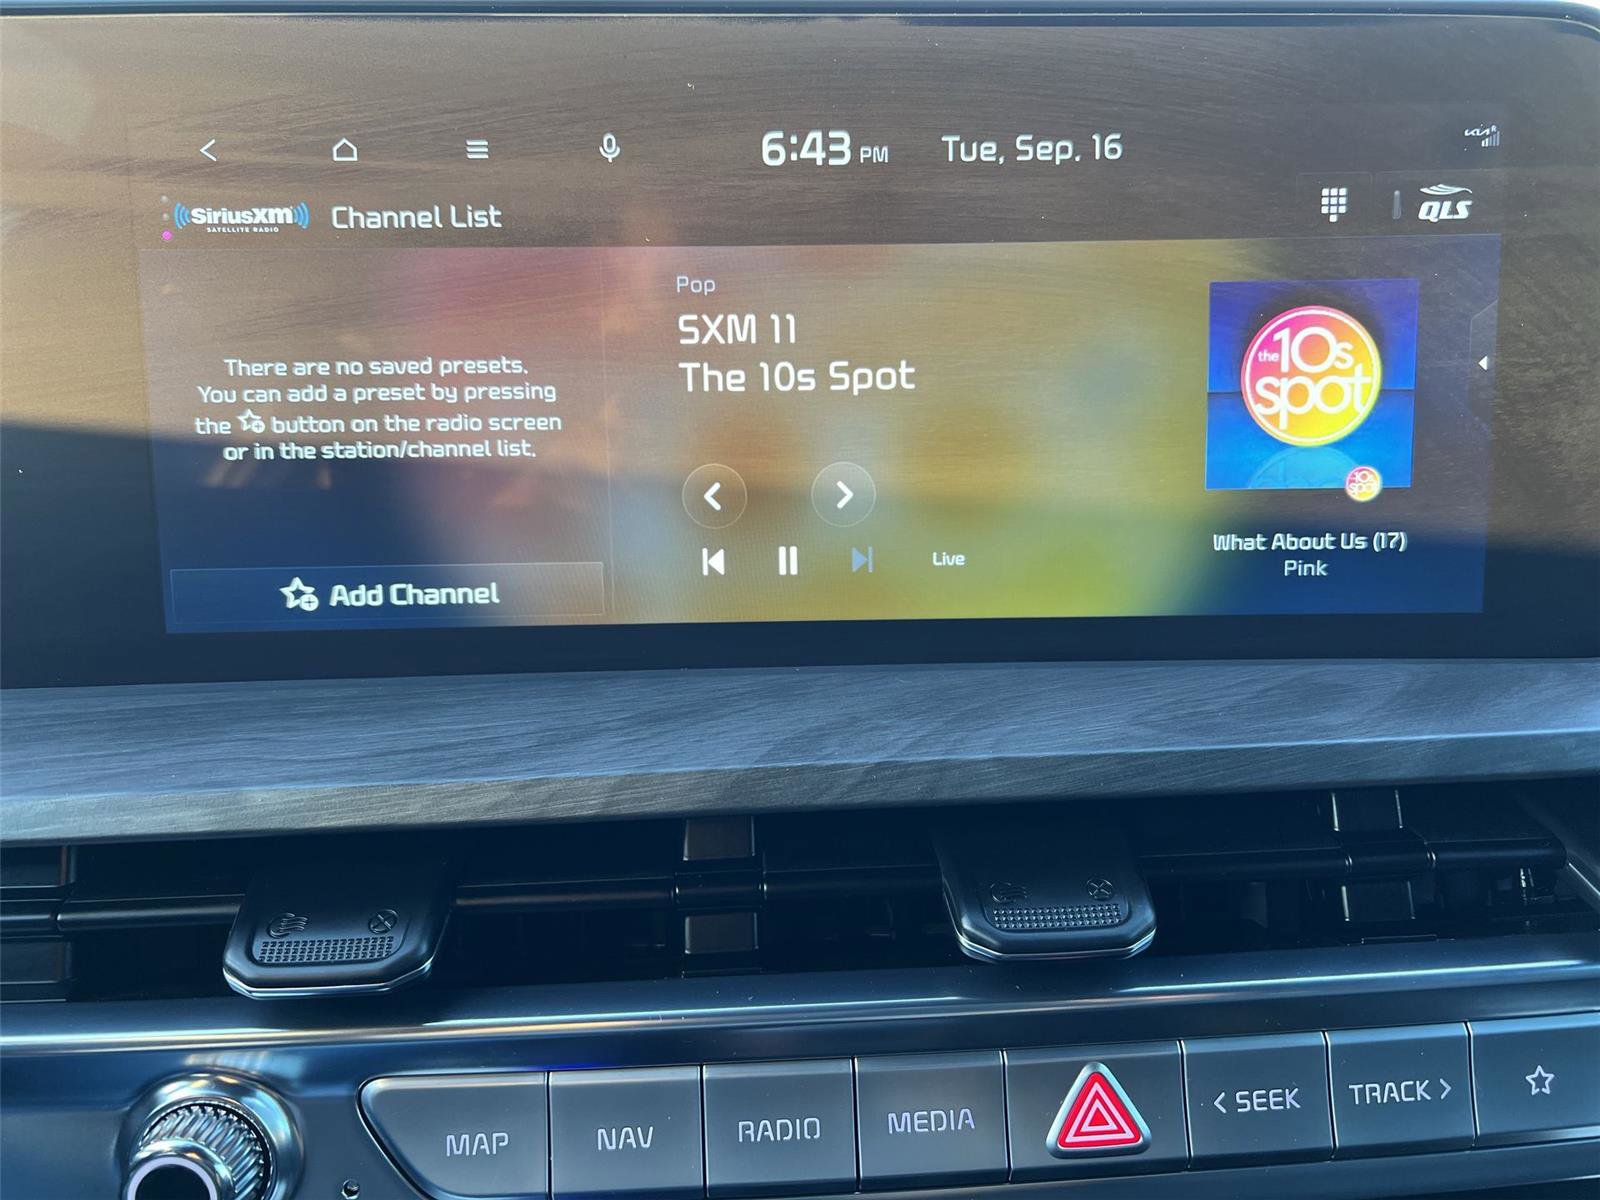 6:43 PM
Tue, Sep. 16
SiriusXM
SATELLITE RADIO
Channel List
QLS
There are no saved presets.
You can add a preset by pressing
the button on the radio screen
or in the station/channel list.
Add Channel
Pop
SXM 11
The 10s Spot
Live
the 10s
spot
10s
spot
What About Us (17)
Pink
MAP
NAV
RADIO
MEDIA
< SEEK
TRACK >